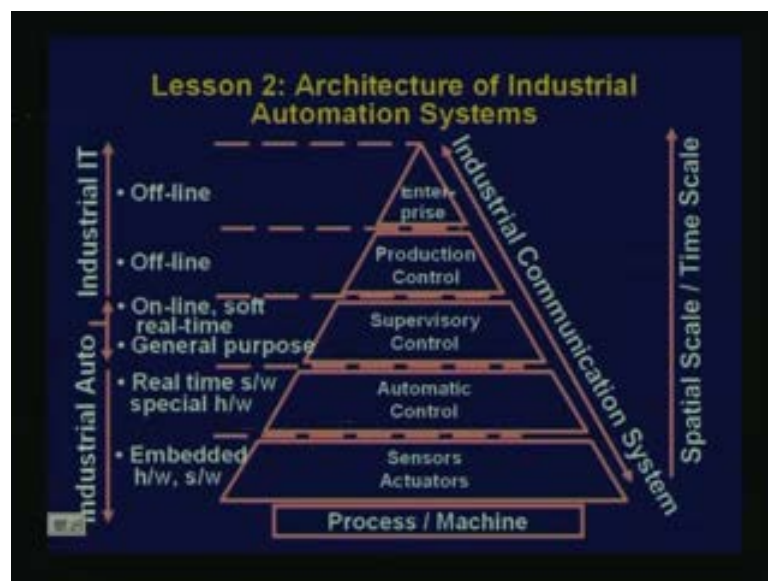 Lesson 2: Architecture of Industrial
Automation Systems
Industrial IT
Industrial Auto
• Off-line
• Off-line
• On-line, soft
real-time
• General purpose
• Real time s/w
special h/w
• Embedded
h/w, s/w
Enter-
prise
Production
Control
Supervisory
Control
Automatic
Control
Sensors
Actuators
Process / Machine
Industrial Communication System
Spatial Scale / Time Scale